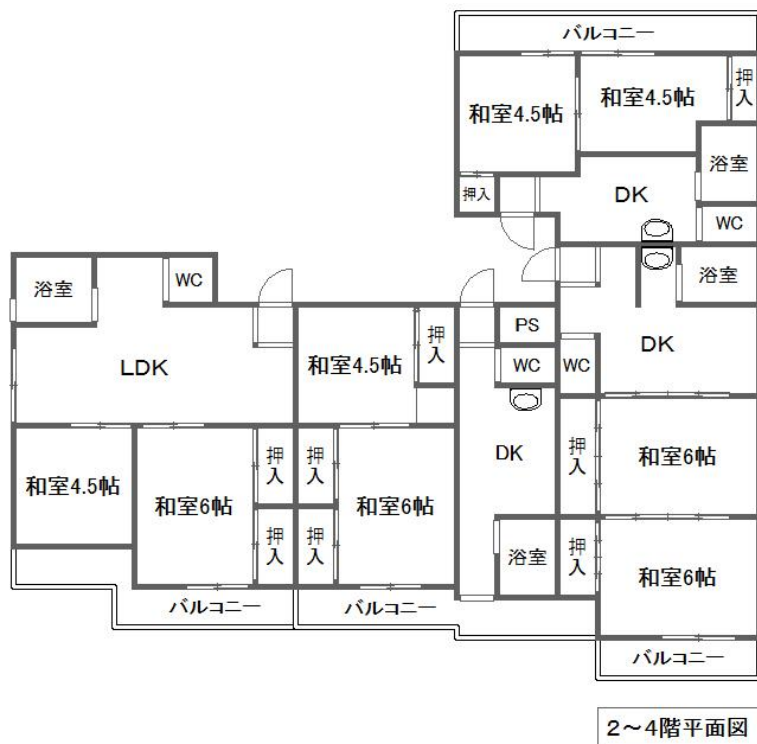 バルコニー
和室4.5帖
和室4.5帖
押入
浴室
押入
DK
WC
浴室
WC
浴室
PS
DK
LDK
和室4.5帖
押入
WC
WC
DK
押入
和室6帖
和室4.5帖
和室6帖
押入
押入
和室6帖
押入
押入
浴室
押入
和室6帖
バルコニー
バルコニー
バルコニー
2～4階平面図